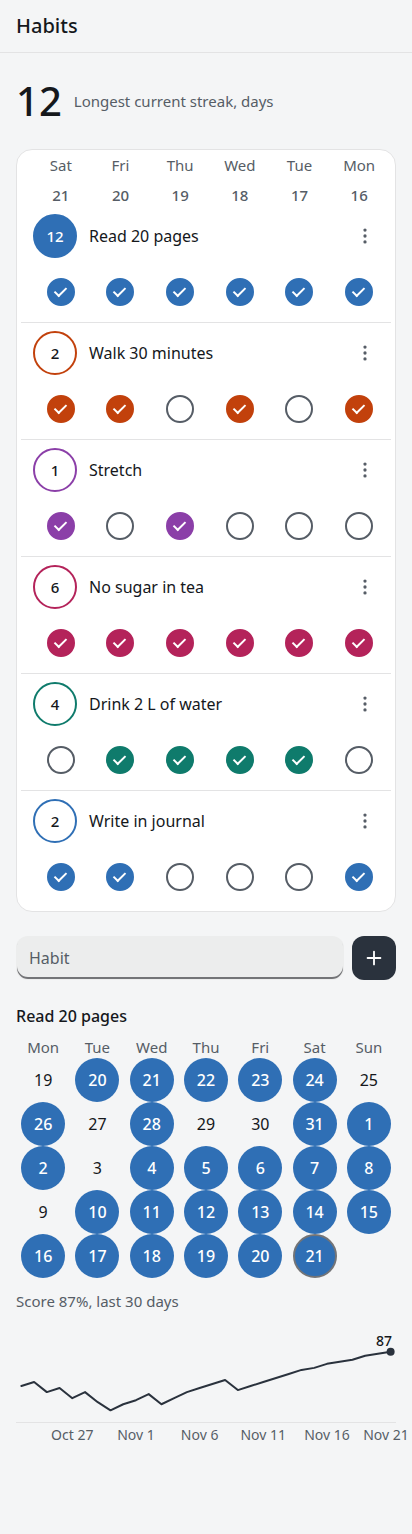 Habits
12 Longest current streak, days
Sat Fri Thu Wed Tue Mon
21 20 19 18 17 16
12 Read 20 pages
2 Walk 30 minutes
1 Stretch
6 No sugar in tea
4 Drink 2 L of water
2 Write in journal
Habit
Read 20 pages
Mon Tue Wed Thu Fri Sat Sun
19 20 21 22 23 24 25
26 27 28 29 30 31 1
2 3 4 5 6 7 8
9 10 11 12 13 14 15
16 17 18 19 20 21
Score 87%, last 30 days
87
Oct 27 Nov 1 Nov 6 Nov 11 Nov 16 Nov 21